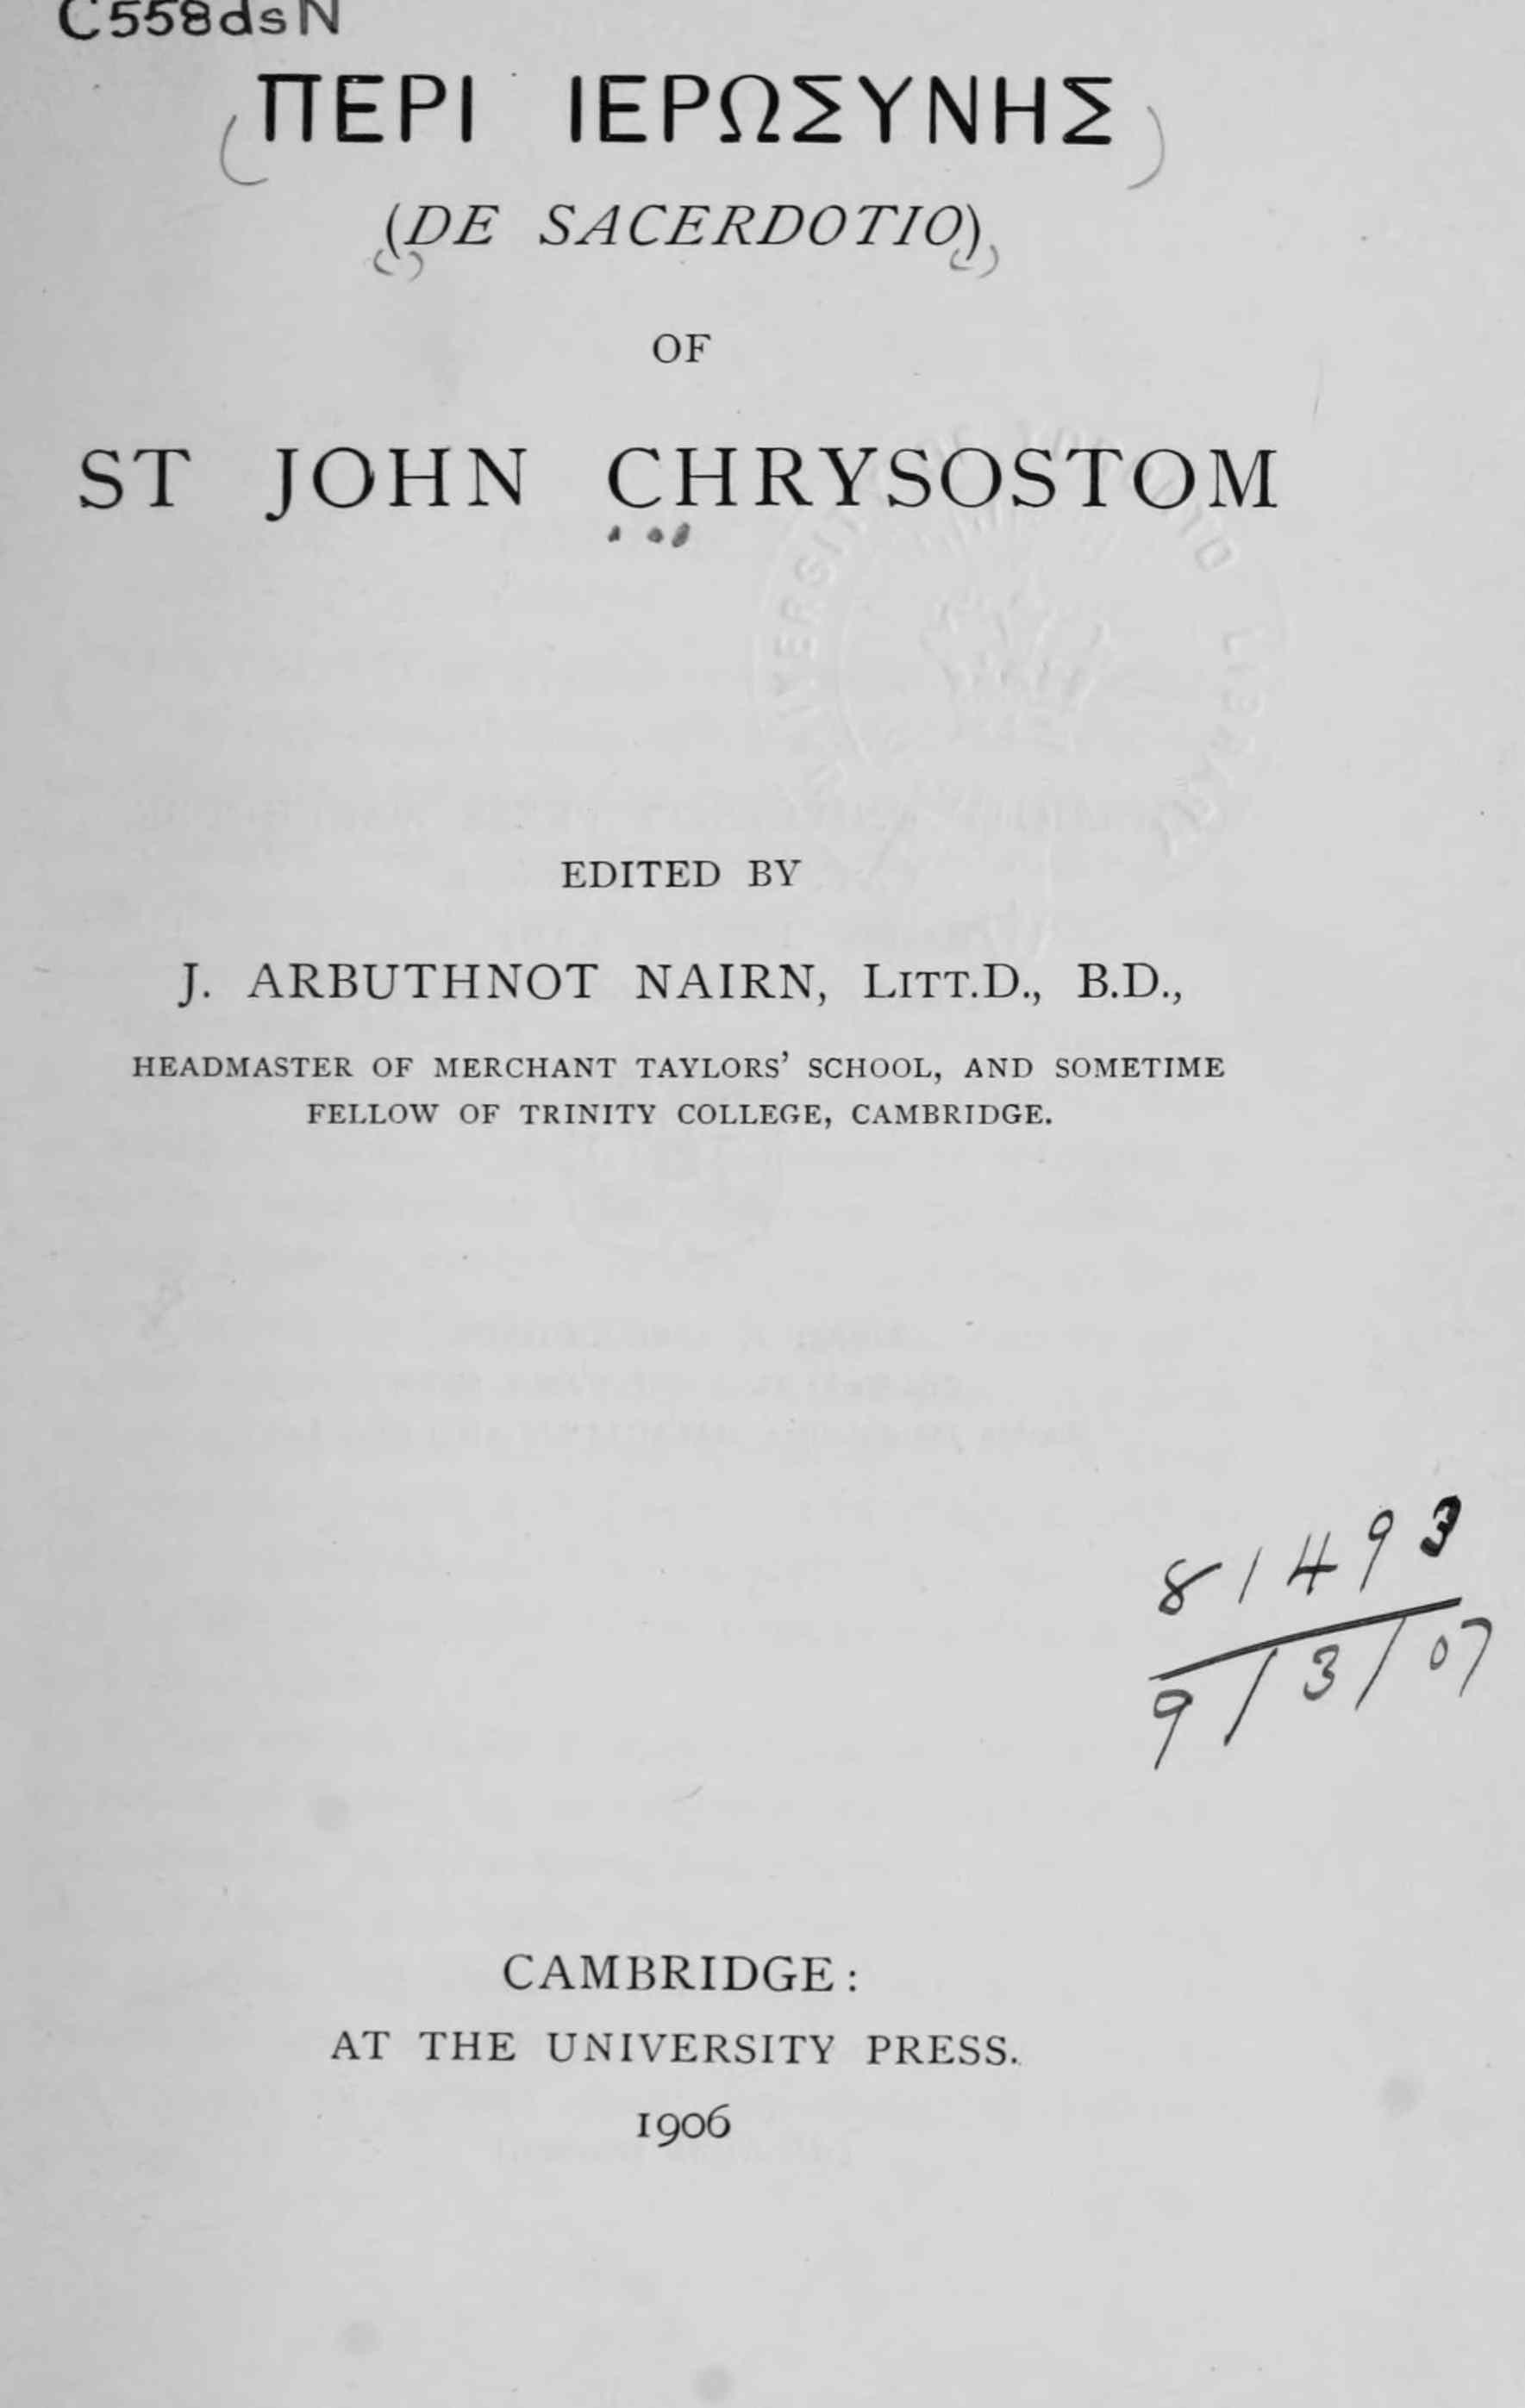 C558dsN
ΠΕΡΙ ΙΕΡΩΣΥΝΗΣ
(DE SACERDOTIO)
OF
ST JOHN CHRYSOSTOM
EDITED BY
J. ARBUTHNOT NAIRN, LITT.D., B.D.,
HEADMASTER OF MERCHANT TAYLORS' SCHOOL, AND SOMETIME
FELLOW OF TRINITY COLLEGE, CAMBRIDGE.
81493
9/3/07
CAMBRIDGE:
AT THE UNIVERSITY PRESS.
1906